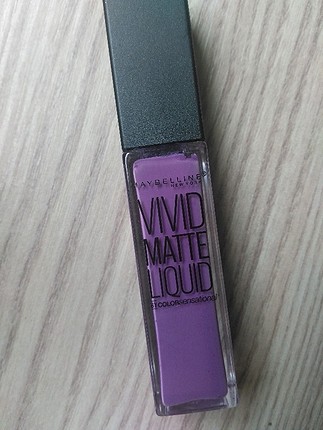 MAYBELLINE
NEW YORK
VIVID
MATTE
LIQUID
COLORsensational